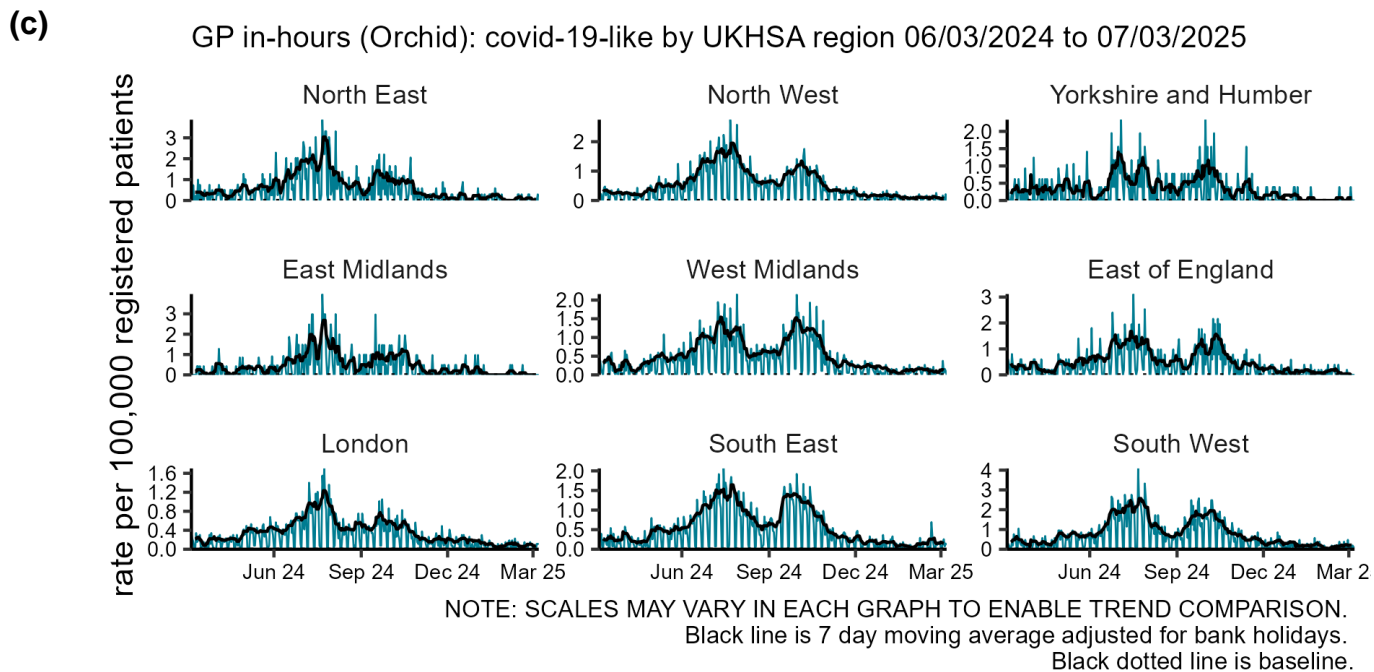 (c)
GP in-hours (Orchid): covid-19-like by UKHSA region 06/03/2024 to 07/03/2025
rate per 100,000 registered patients
North East
3
2
1
0
North West
2
1
0
Yorkshire and Humber
2.0
1.5
1.0
0.5
0.0
East Midlands
3
2
1
0
West Midlands
2.0
1.5
1.0
0.5
0.0
East of England
3
2
1
0
London
1.6
1.2
0.8
0.4
0.0
Jun 24 Sep 24 Dec 24 Mar 25
South East
2.0
1.5
1.0
0.5
0.0
Jun 24 Sep 24 Dec 24 Mar 25
South West
4
3
2
1
0
Jun 24 Sep 24 Dec 24 Mar 2
NOTE: SCALES MAY VARY IN EACH GRAPH TO ENABLE TREND COMPARISON.
Black line is 7 day moving average adjusted for bank holidays.
Black dotted line is baseline.